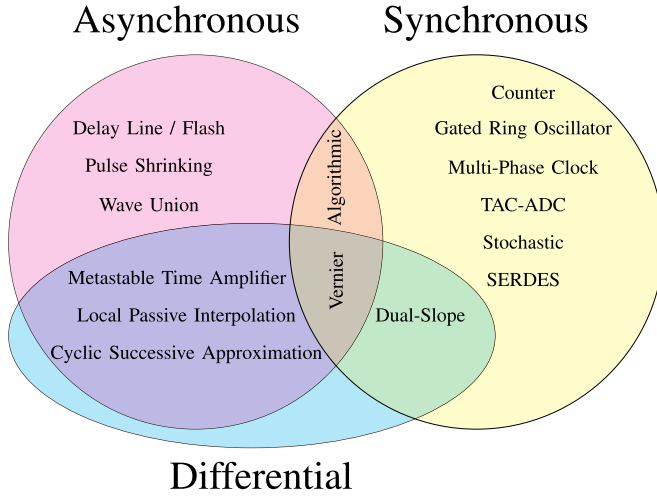 Asynchronous
Synchronous
Counter
Delay Line / Flash
Gated Ring Oscillator
Pulse Shrinking
Multi-Phase Clock
Wave Union
TAC-ADC
Algorithmic
Stochastic
Metastable Time Amplifier
SERDES
Vernier
Local Passive Interpolation
Dual-Slope
Cyclic Successive Approximation
Differential